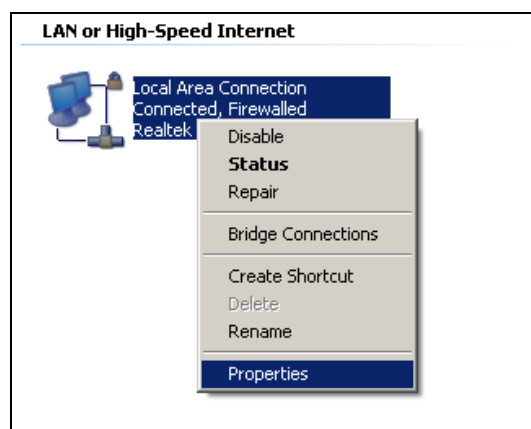 LAN or High-Speed Internet
Local Area Connection
Connected, Firewalled
Realtek
Disable
Status
Repair
Bridge Connections
Create Shortcut
Delete
Rename
Properties